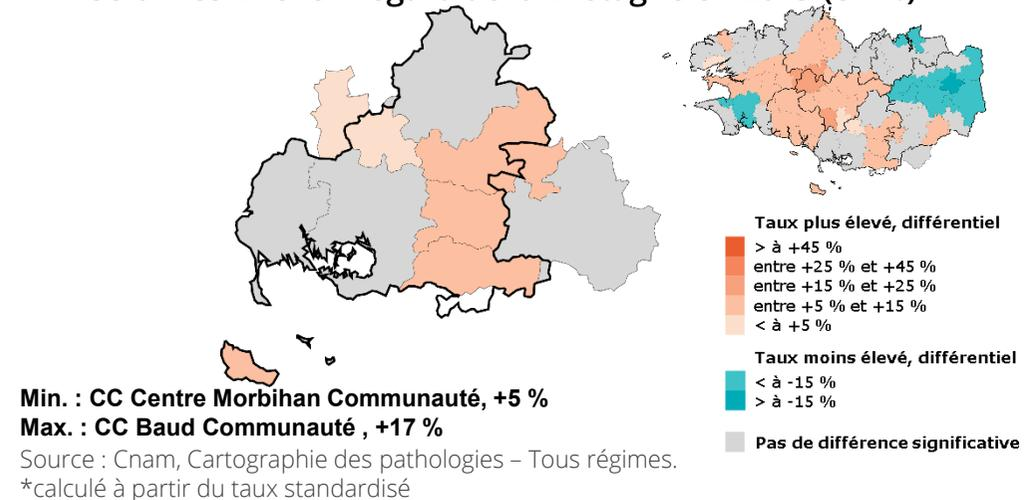 Taux plus élevé, différentiel
> à +45 %
entre +25 % et +45 %
entre +15 % et +25 %
entre +5 % et +15 %
< à +5 %
Taux moins élevé, différentiel
< à -15 %
> à -15 %
Pas de différence significative
Min. : CC Centre Morbihan Communauté, +5 %
Max. : CC Baud Communauté , +17 %
Source : Cnam, Cartographie des pathologies – Tous régimes.
*calculé à partir du taux standardisé